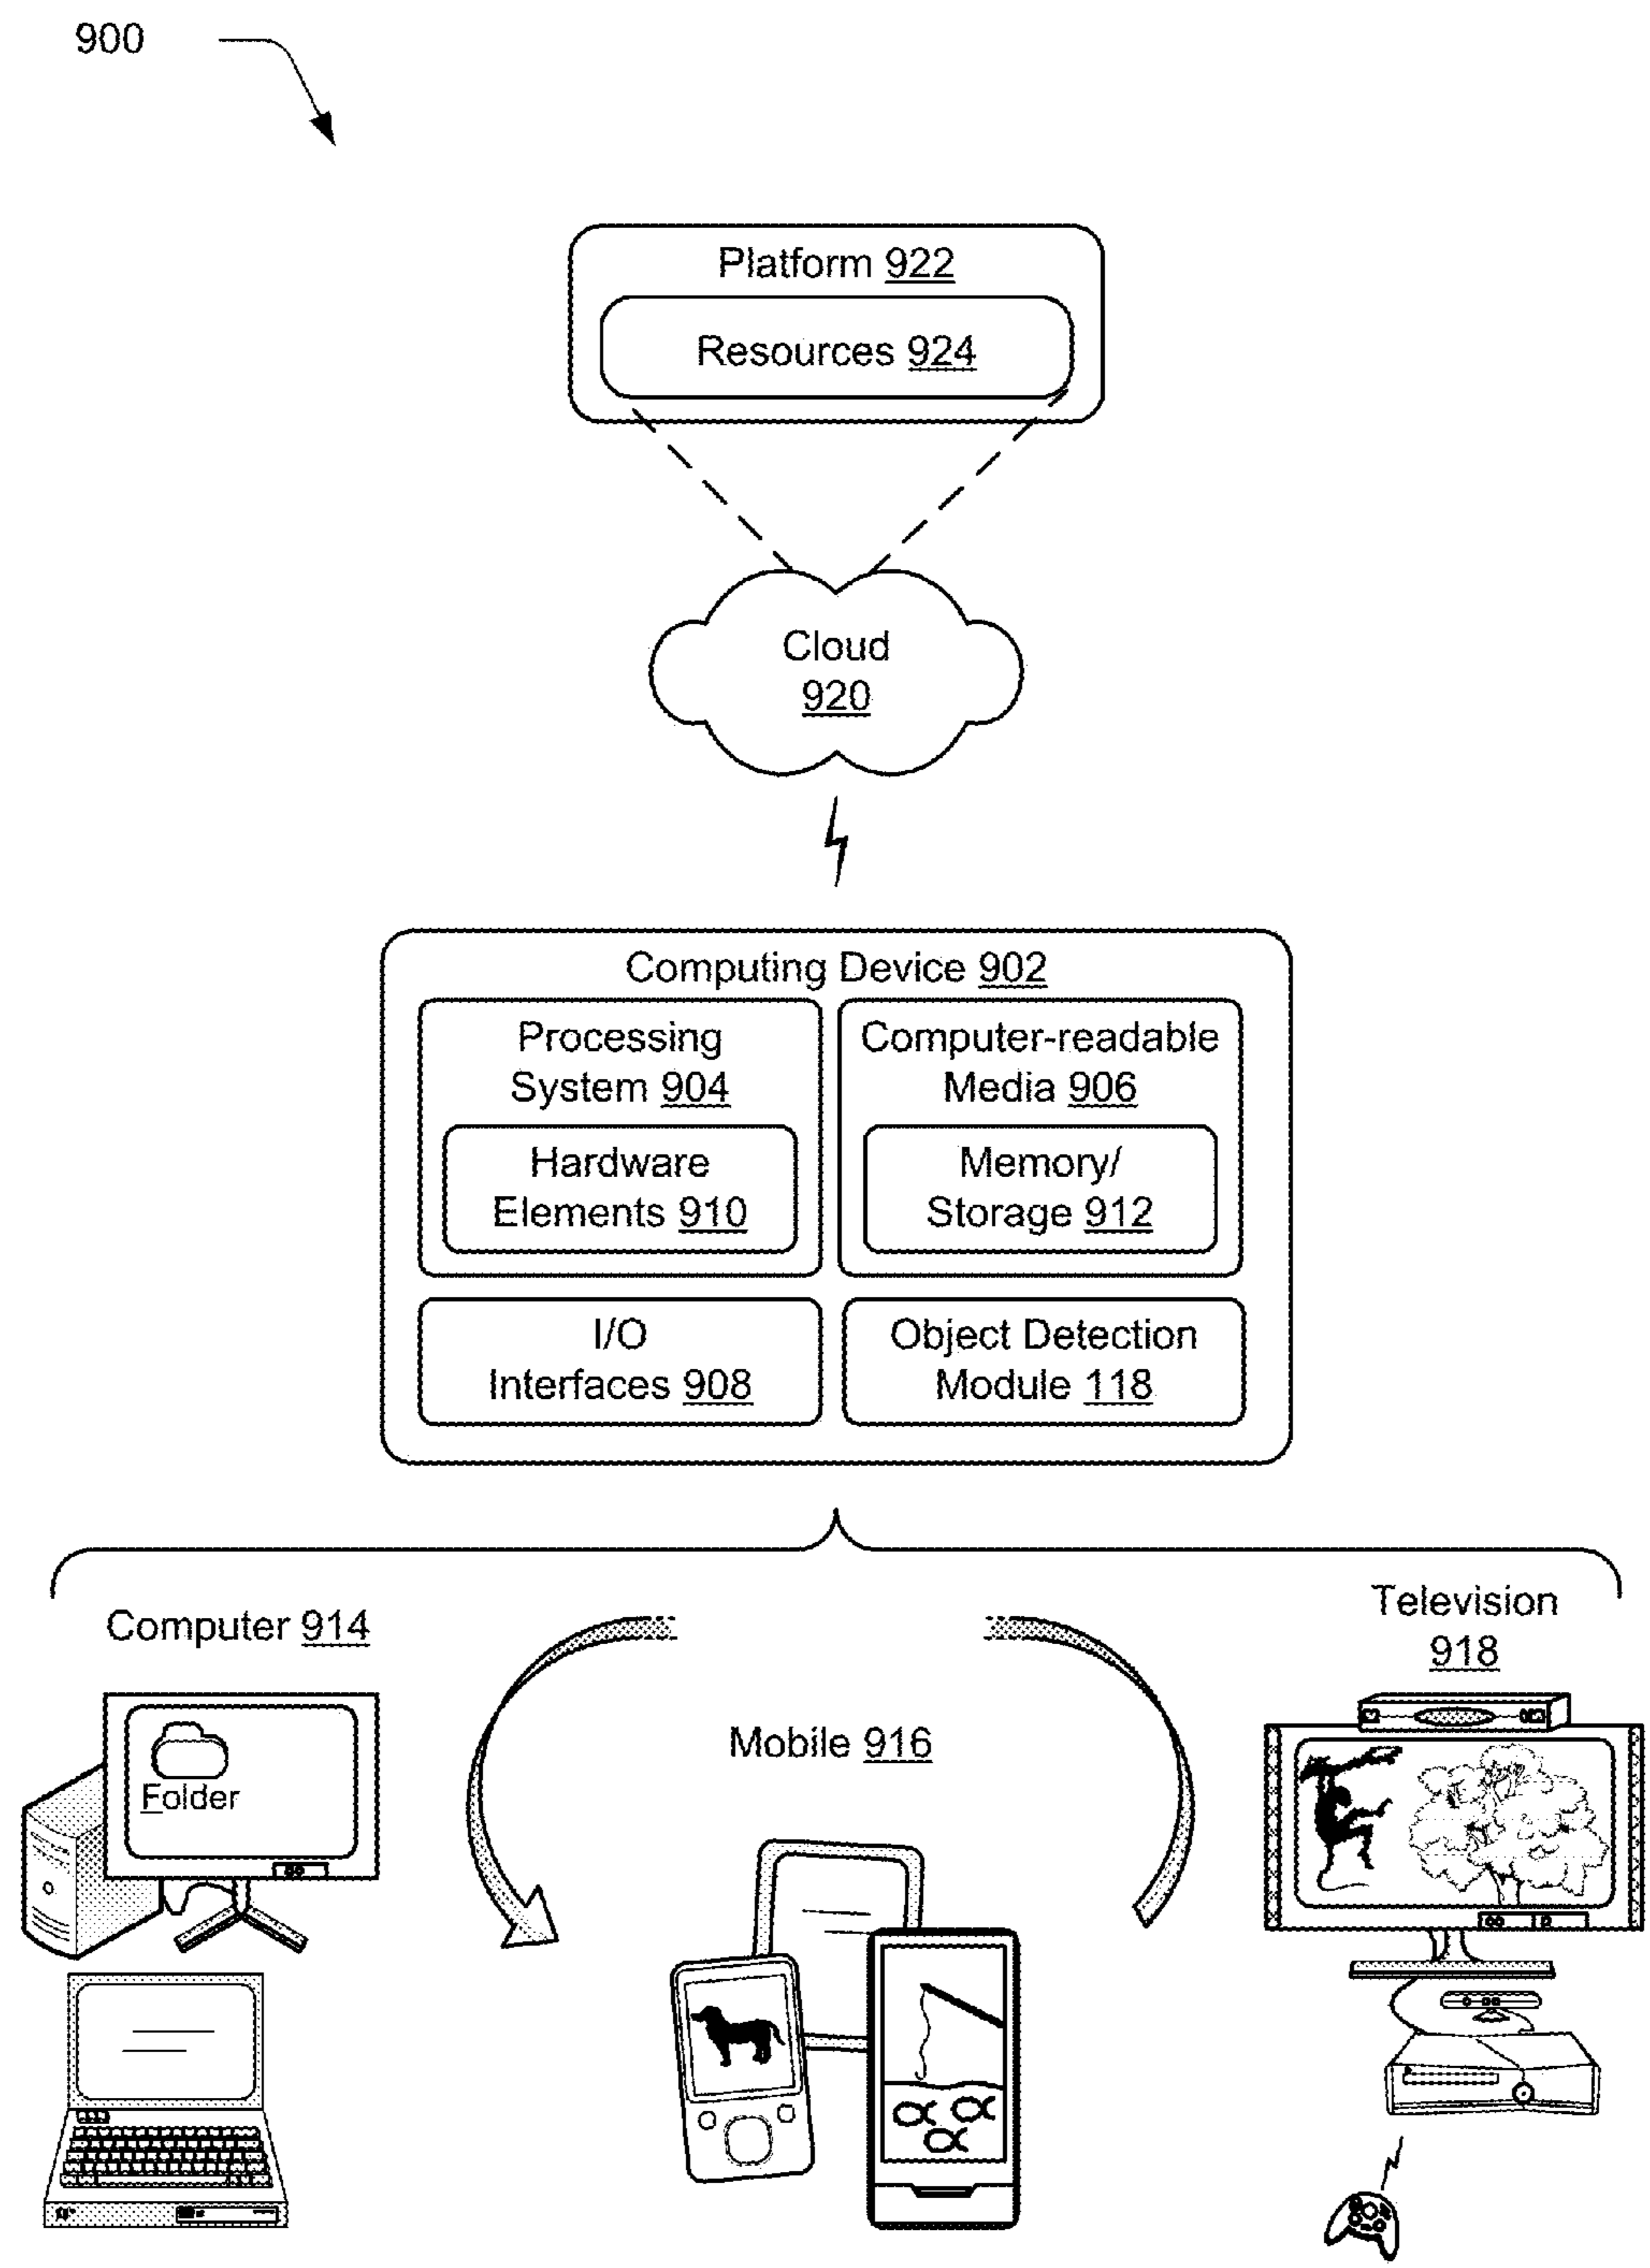 900
Platform 922
Resources 924
Cloud
920
Computing Device 902
Processing
System 904
Hardware
Elements 910
Computer-readable
Media 906
Memory/
Storage 912
I/O
Interfaces 908
Object Detection
Module 118
Computer 914
Folder
Mobile 916
Television
918